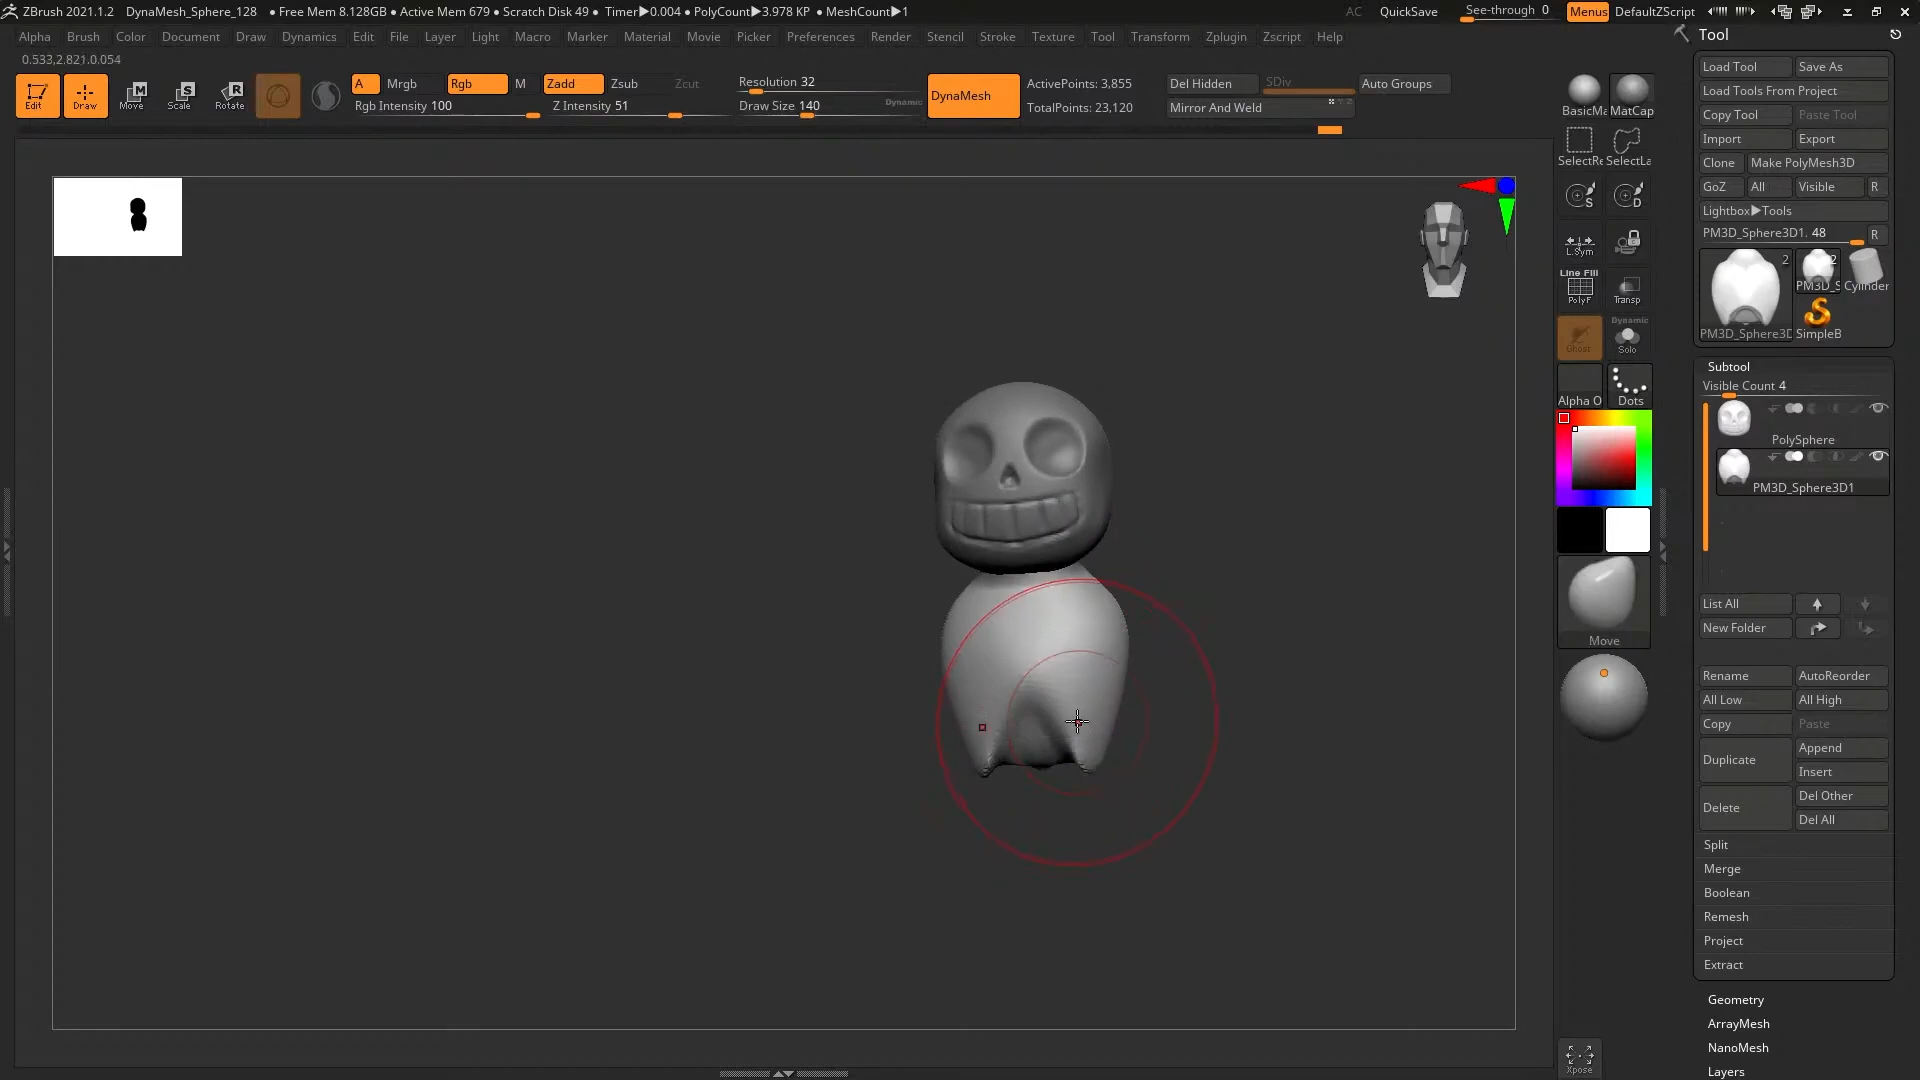 ZBrush 2021.1.2 DynaMesh_Sphere_128 ● Free Mem 8.128GB ● Active Mem 679 ● Scratch Disk 49 ● Timer▶0.004 ● PolyCount▶3.978 KP ● MeshCount▶1 AC QuickSave See-through 0 Menus DefaultZScript
Alpha Brush Color Document Draw Dynamics Edit File Layer Light Macro Marker Material Movie Picker Preferences Render Stencil Stroke Texture Tool Transform Zplugin Zscript Help
0.533,2.821,0.054
Edit Draw Move Scale Rotate
A Mrgb Rgb M Zadd Zsub Zcut
Rgb Intensity 100 Z Intensity 51
Resolution 32
Draw Size 140 Dynamic
DynaMesh
ActivePoints: 3,855
TotalPoints: 23,120
Del Hidden SDiv Auto Groups
Mirror And Weld
BasicMa MatCap
SelectRe SelectLa
S D
L.Sym
Line Fill
PolyF Transp
Dynamic
Ghost Solo
Alpha O Dots
Move
Xpose
Tool
Load Tool Save As
Load Tools From Project
Copy Tool Paste Tool
Import Export
Clone Make PolyMesh3D
GoZ All Visible R
Lightbox▶Tools
PM3D_Sphere3D1. 48 R
2 2
PM3D_S Cylinder
PM3D_Sphere3D SimpleB
Subtool
Visible Count 4
PolySphere
PM3D_Sphere3D1
List All
New Folder
Rename AutoReorder
All Low All High
Copy Paste
Duplicate Append
Insert
Delete Del Other
Del All
Split
Merge
Boolean
Remesh
Project
Extract
Geometry
ArrayMesh
NanoMesh
Layers